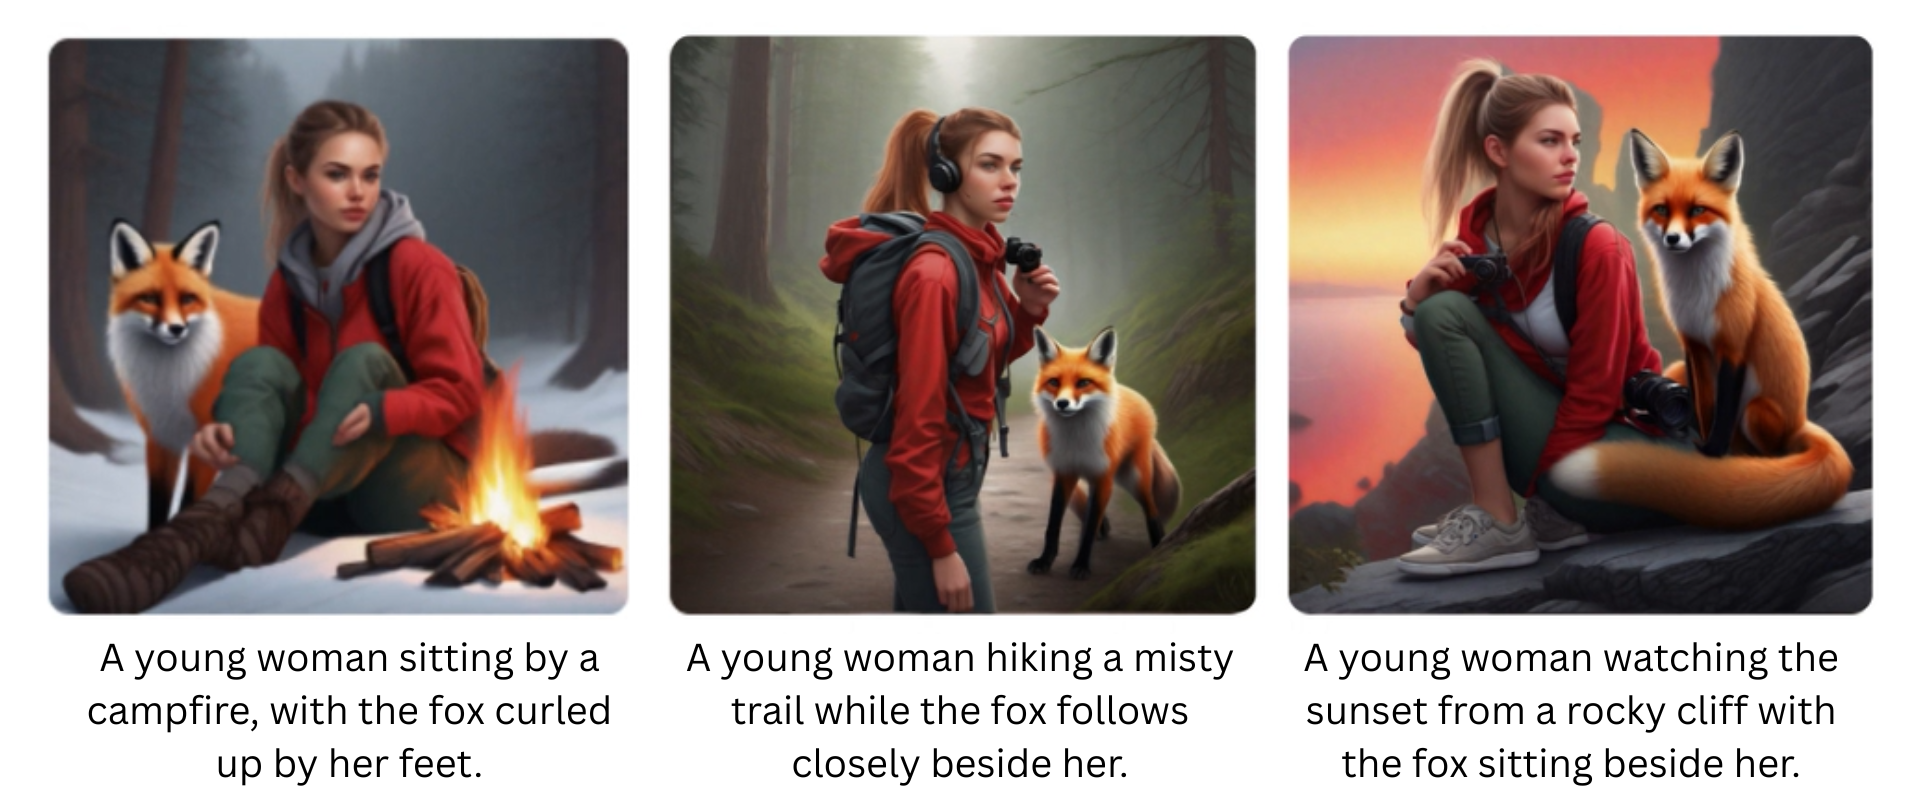 A young woman sitting by a
campfire, with the fox curled
up by her feet.
A young woman hiking a misty
trail while the fox follows
closely beside her.
A young woman watching the
sunset from a rocky cliff with
the fox sitting beside her.